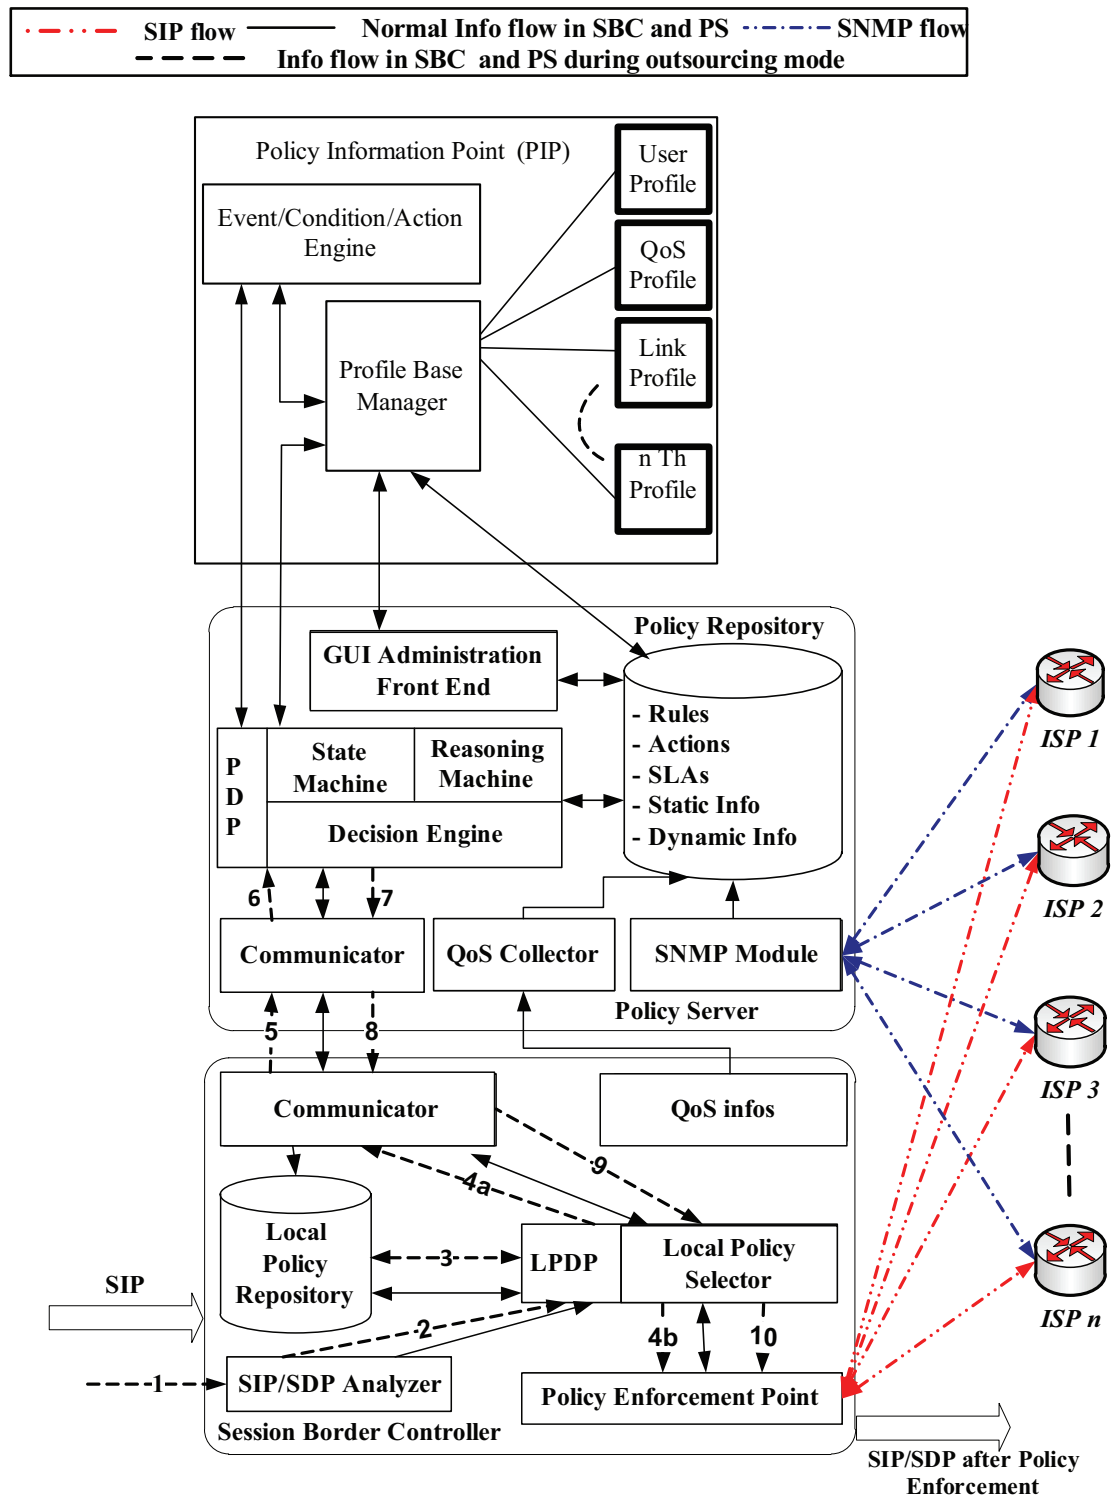 SIP flow
Normal Info flow in SBC and PS
SNMP flow
Info flow in SBC and PS during outsourcing mode
Policy Information Point (PIP)
User
Profile
Event/Condition/Action
Engine
QoS
Profile
Profile Base
Manager
Link
Profile
n Th
Profile
Policy Repository
GUI Administration
Front End
- Rules
- Actions
- SLAs
- Static Info
- Dynamic Info
P
D
P
State
Machine
Reasoning
Machine
Decision Engine
6
7
Communicator
QoS Collector
SNMP Module
Policy Server
5
8
Communicator
QoS infos
4a
9
Local
Policy
Repository
3
LPDP
Local Policy
Selector
SIP
2
4b
10
1
SIP/SDP Analyzer
Policy Enforcement Point
Session Border Controller
SIP/SDP after Policy
Enforcement
ISP 1
ISP 2
ISP 3
ISP n